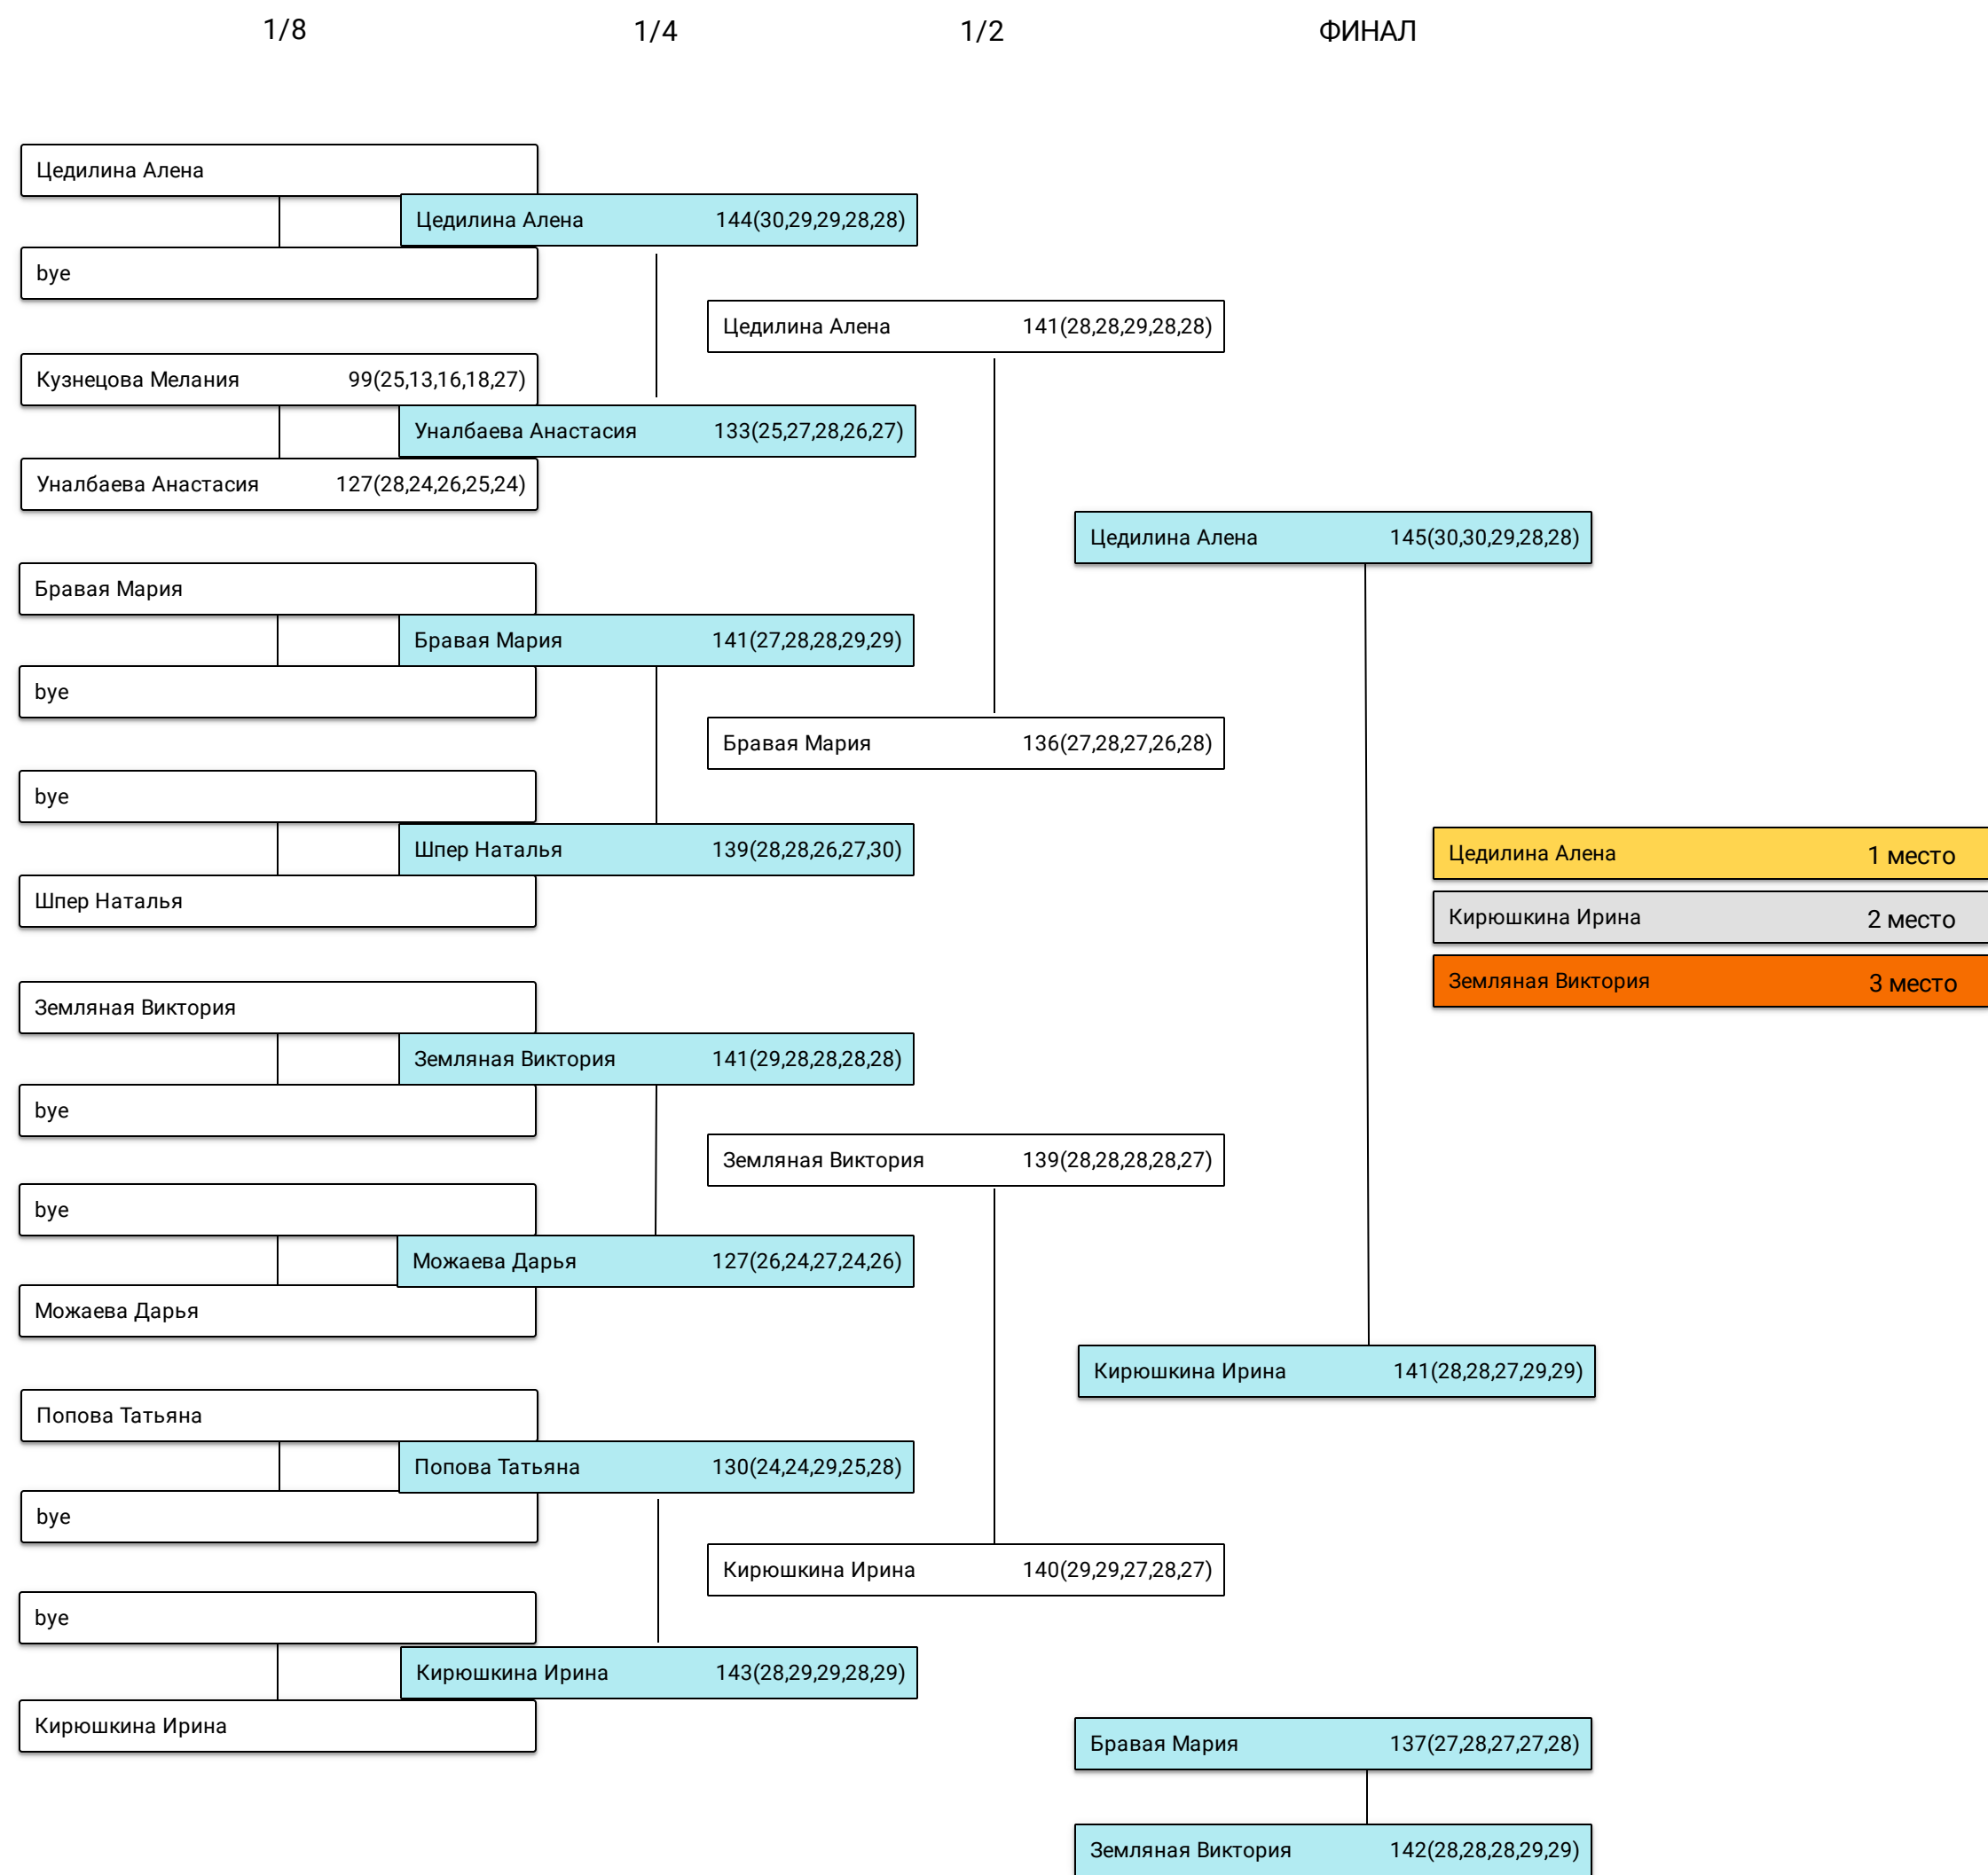 1/8 1/4 1/2 ФИНАЛ
Цедилина Алена
Цедилина Алена 144(30,29,29,28,28)
bye
Цедилина Алена 141(28,28,29,28,28)
Кузнецова Мелания 99(25,13,16,18,27)
Уналбаева Анастасия 133(25,27,28,26,27)
Уналбаева Анастасия 127(28,24,26,25,24)
Цедилина Алена 145(30,30,29,28,28)
Бравая Мария
Бравая Мария 141(27,28,28,29,29)
bye
Бравая Мария 136(27,28,27,26,28)
bye
Шпер Наталья 139(28,28,26,27,30)
Цедилина Алена 1 место
Шпер Наталья
Кирюшкина Ирина 2 место
Земляная Виктория 3 место
Земляная Виктория
Земляная Виктория 141(29,28,28,28,28)
bye
Земляная Виктория 139(28,28,28,28,27)
bye
Можаева Дарья 127(26,24,27,24,26)
Можаева Дарья
Кирюшкина Ирина 141(28,28,27,29,29)
Попова Татьяна
Попова Татьяна 130(24,24,29,25,28)
bye
Кирюшкина Ирина 140(29,29,27,28,27)
bye
Кирюшкина Ирина 143(28,29,29,28,29)
Кирюшкина Ирина
Бравая Мария 137(27,28,27,27,28)
Земляная Виктория 142(28,28,28,29,29)